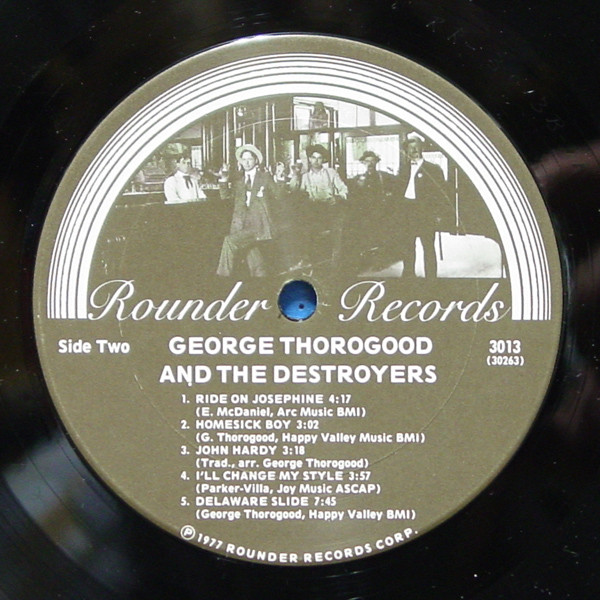 Rounder Records
Side Two
GEORGE THOROGOOD
AND THE DESTROYERS
3013
(30263)
1. RIDE ON JOSEPHINE 4:17
(E. McDaniel, Arc Music BMI)
2. HOMESICK BOY 3:02
(G. Thorogood, Happy Valley Music BMI)
3. JOHN HARDY 3:18
(Trad., arr. George Thorogood)
4. I'LL CHANGE MY STYLE 3:57
(Parker-Villa, Joy Music ASCAP)
5. DELAWARE SLIDE 7:45
(George Thorogood, Happy Valley BMI)
℗ 1977 ROUNDER RECORDS CORP.